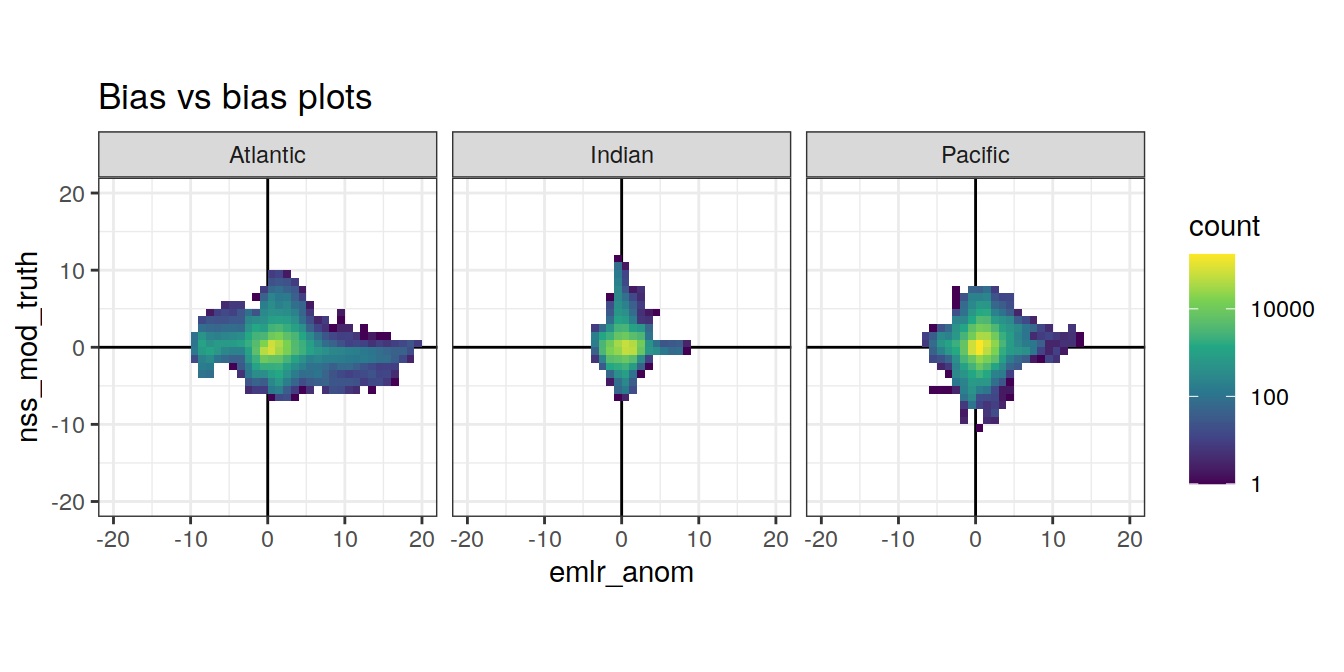 Bias vs bias plots
Atlantic Indian Pacific
count
20
10
0
-10
-20
10000
100
1
-20 -10 0 10 20 -20 -10 0 10 20 -20 -10 0 10 20
emlr_anom
nss_mod_truth